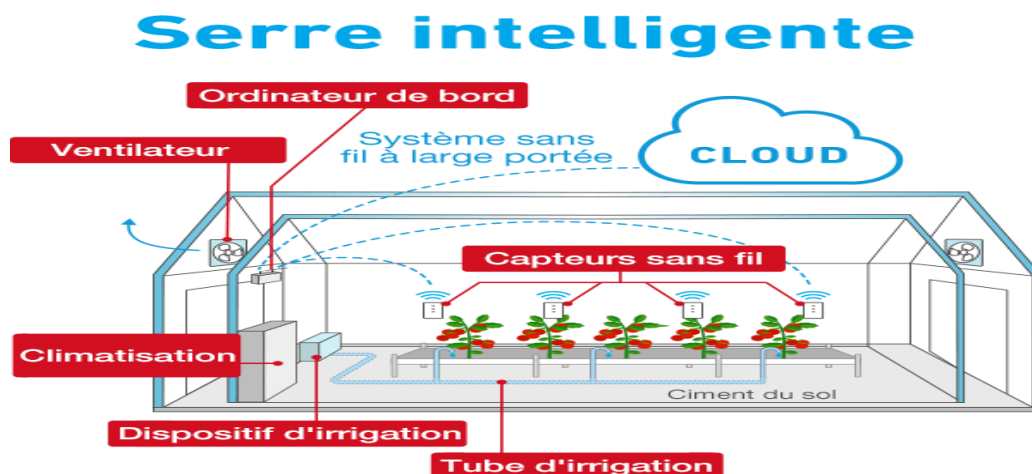 Serre intelligente
Ordinateur de bord
Système sans
fil à large portée
CLOUD
Ventilateur
Capteurs sans fil
Climatisation
Ciment du sol
Dispositif d'irrigation
Tube d'irrigation